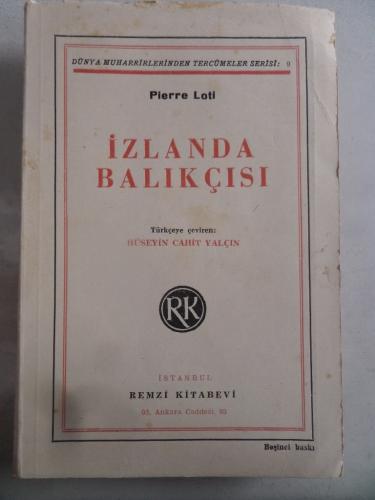 DÜNYA MUHARRİRLERİNDEN TERCÜMELER SERİSİ: 9
Pierre Loti
İZLANDA
BALIKÇISI
Türkçeye çeviren:
HÜSEYİN CAHİT YALÇIN
RK
İSTANBUL
REMZİ KİTABEVİ
93, Ankara Caddesi, 93
Beşinci baskı